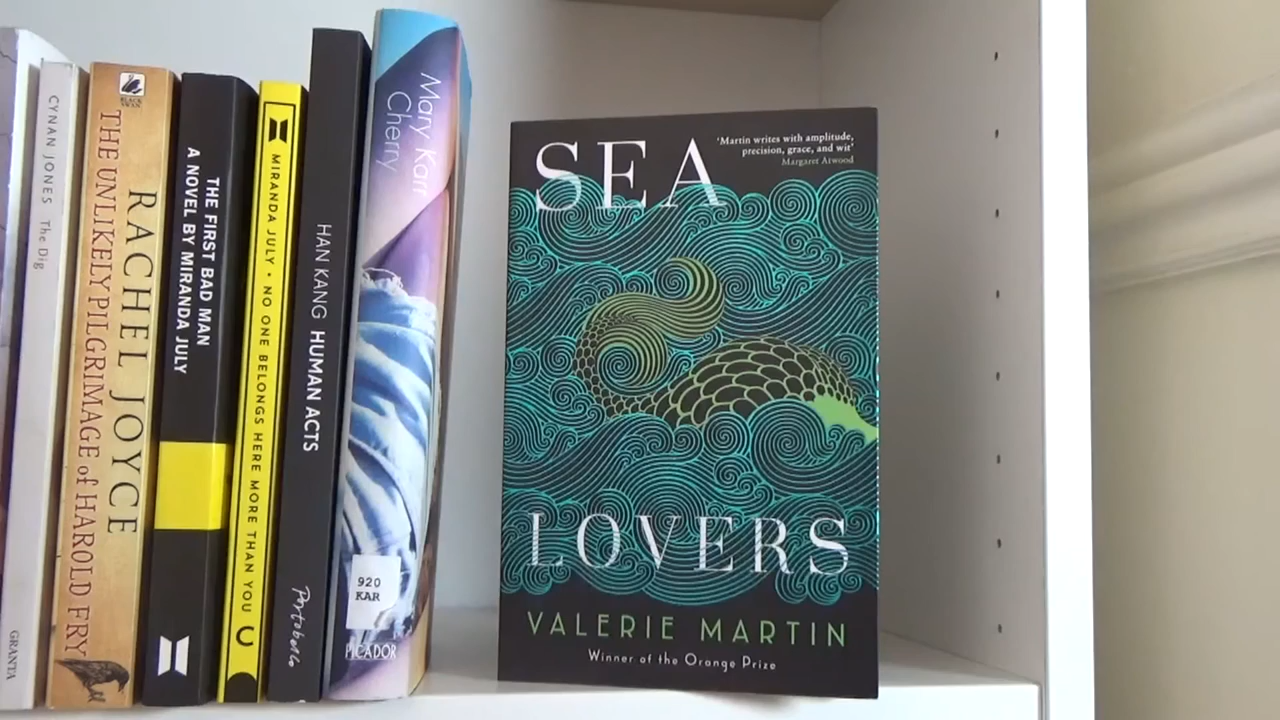 CYNAN JONES The Dig
GRANTA
BLACK
SWAN
RACHEL JOYCE
THE UNLIKELY PILGRIMAGE of HAROLD FRY
THE FIRST BAD MAN
A NOVEL BY MIRANDA JULY
MIRANDA JULY • NO ONE BELONGS HERE MORE THAN YOU
HAN KANG HUMAN ACTS
Portobello
Mary Karr
Cherry
920
KAR
PICADOR
SEA
'Martin writes with amplitude,
precision, grace, and wit'
Margaret Atwood
LOVERS
VALERIE MARTIN
Winner of the Orange Prize